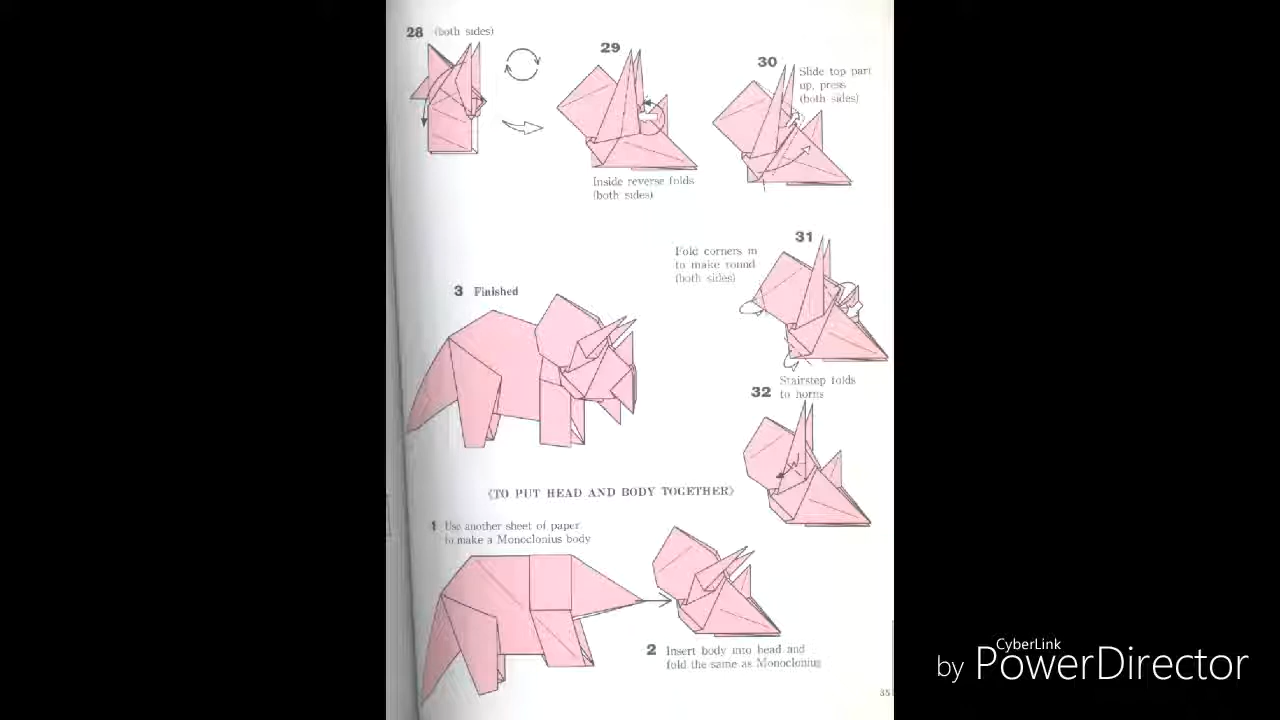 28 (both sides)
29
30
Slide top part
up, press
(both sides)
Inside reverse folds
(both sides)
31
Fold corners in
to make round
(both sides)
3 Finished
Stairstep folds
32 to horns
⟨TO PUT HEAD AND BODY TOGETHER⟩
1 Use another sheet of paper
to make a Monoclonius body
2 Insert body into head and
fold the same as Monoclonius
35
CyberLink
by PowerDirector